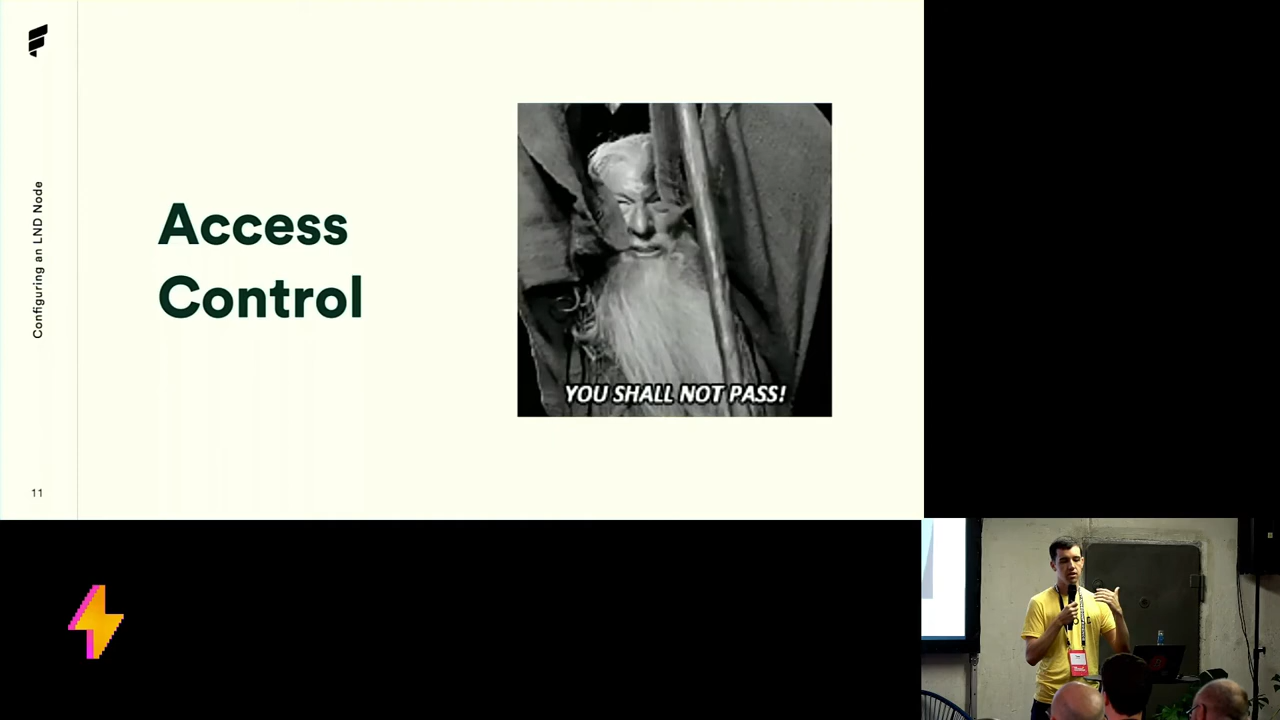 Configuring an LND Node
Access
Control
YOU SHALL NOT PASS!
11